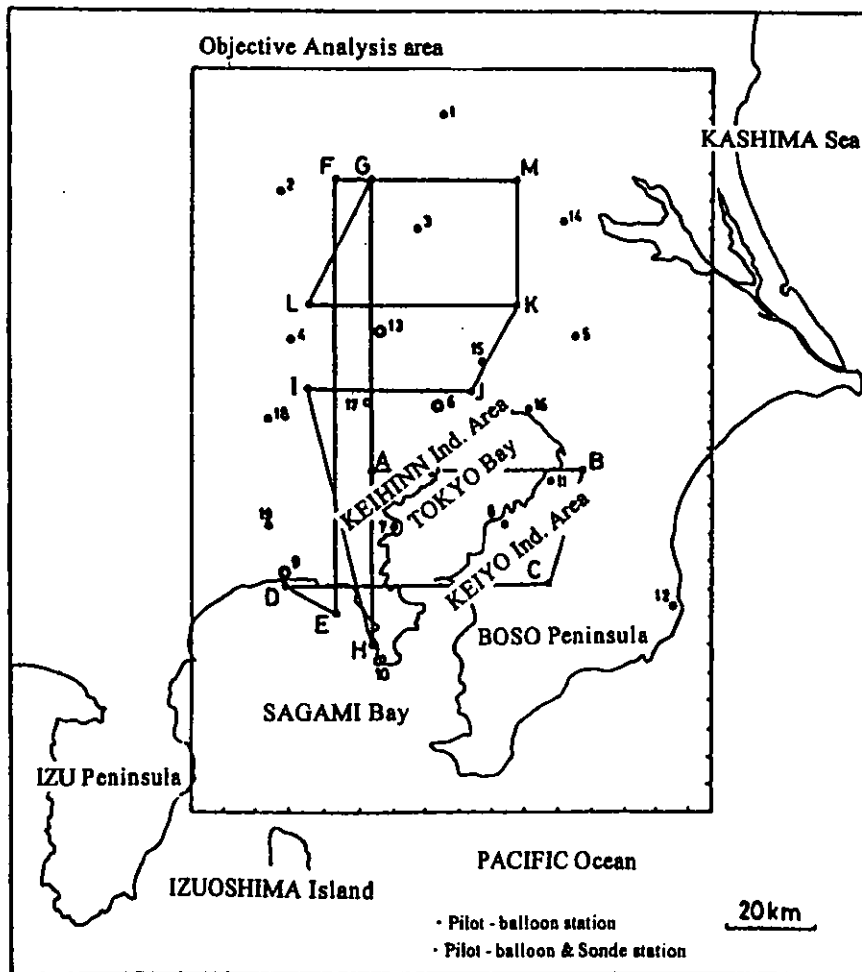 Objective Analysis area
1
KASHIMA Sea
F G M
2
3
14
L K
4
13
5
15
I J
17
6
16
18
A B
KEIHINN Ind. Area
TOKYO Bay
11
19
7
8
KEIYO Ind. Area
9
D C
E
12
H
BOSO Peninsula
10
SAGAMI Bay
IZU Peninsula
PACIFIC Ocean
IZUOSHIMA Island
• Pilot - balloon station
20 km
• Pilot - balloon & Sonde station